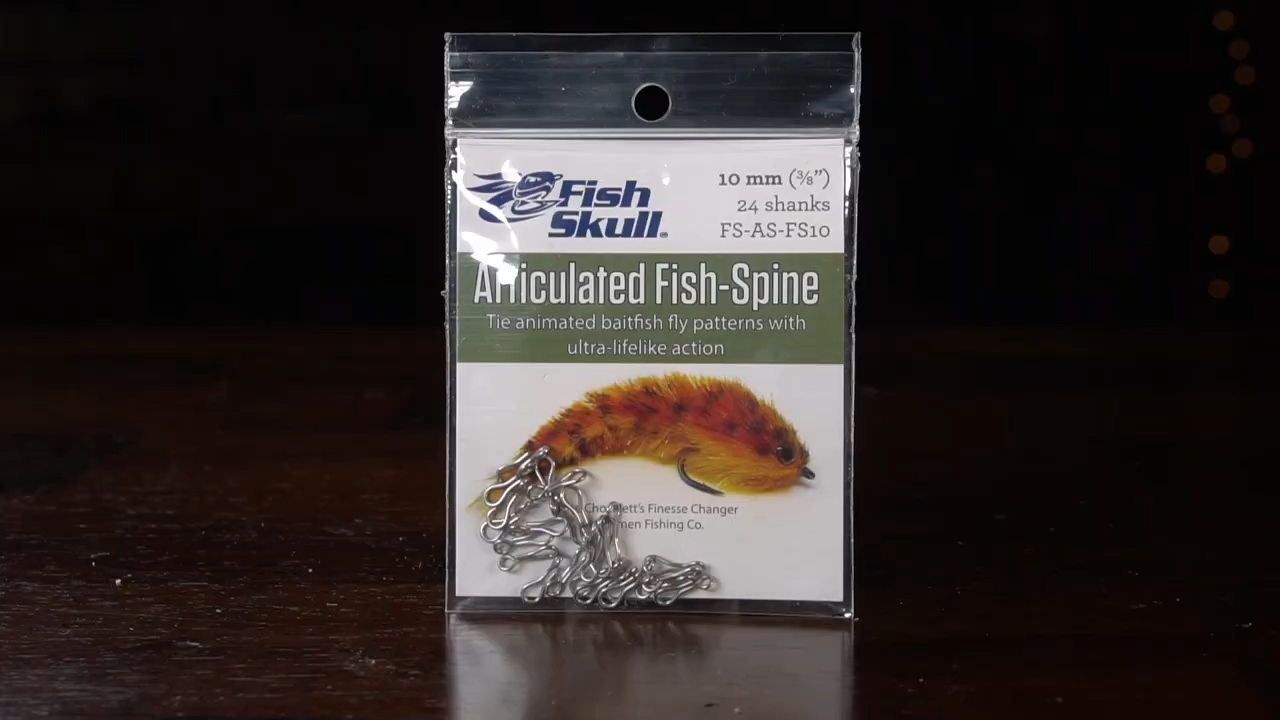 Fish
Skull
10 mm (⅜”)
24 shanks
FS-AS-FS10
Articulated Fish-Spine
Tie animated baitfish fly patterns with
ultra-lifelike action
Finesse Changer
Fishing Co.